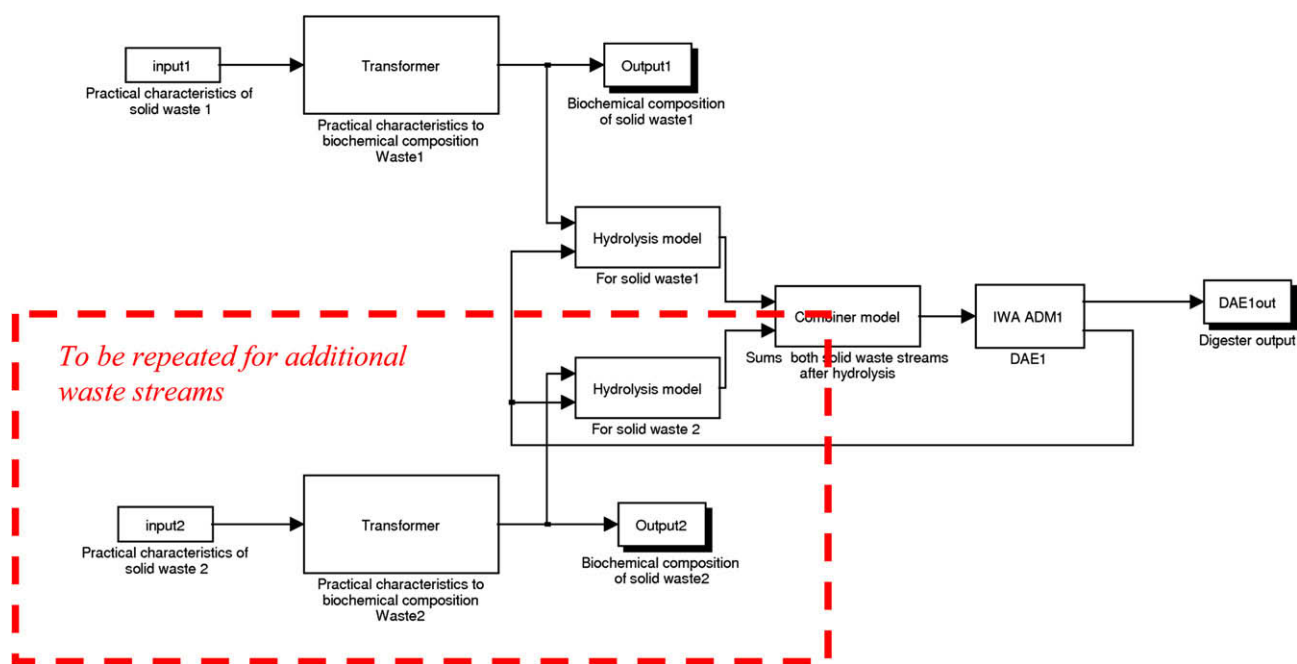 input1
Practical characteristics of
solid waste 1
Transformer
Practical characteristics to
biochemical composition
Waste1
Output1
Biochemical composition
of solid waste1
Hydrolysis model
For solid waste1
Combiner model
Sums both solid waste streams
after hydrolysis
IWA ADM1
DAE1
DAE1out
Digester output
To be repeated for additional
waste streams
Hydrolysis model
For solid waste 2
input2
Practical characteristics of
solid waste 2
Transformer
Practical characteristics to
biochemical composition
Waste2
Output2
Biochemical composition
of solid waste2